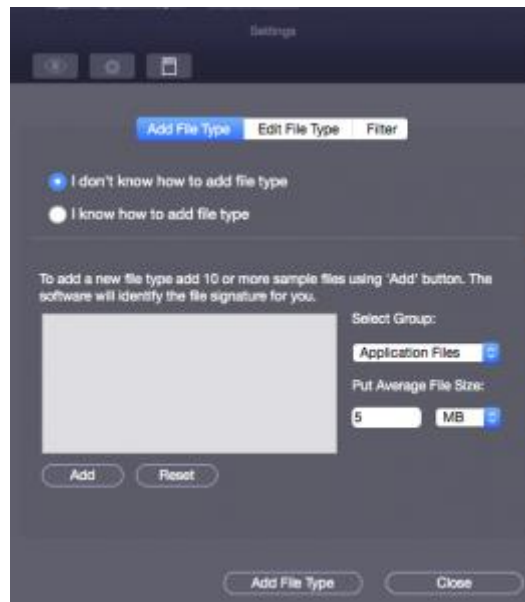 Settings
Add File Type Edit File Type Filter
I don't know how to add file type
I know how to add file type
To add a new file type add 10 or more sample files using 'Add' button. The
software will identify the file signature for you.
Select Group:
Application Files
Put Average File Size:
5 MB
Add Reset
Add File Type Close